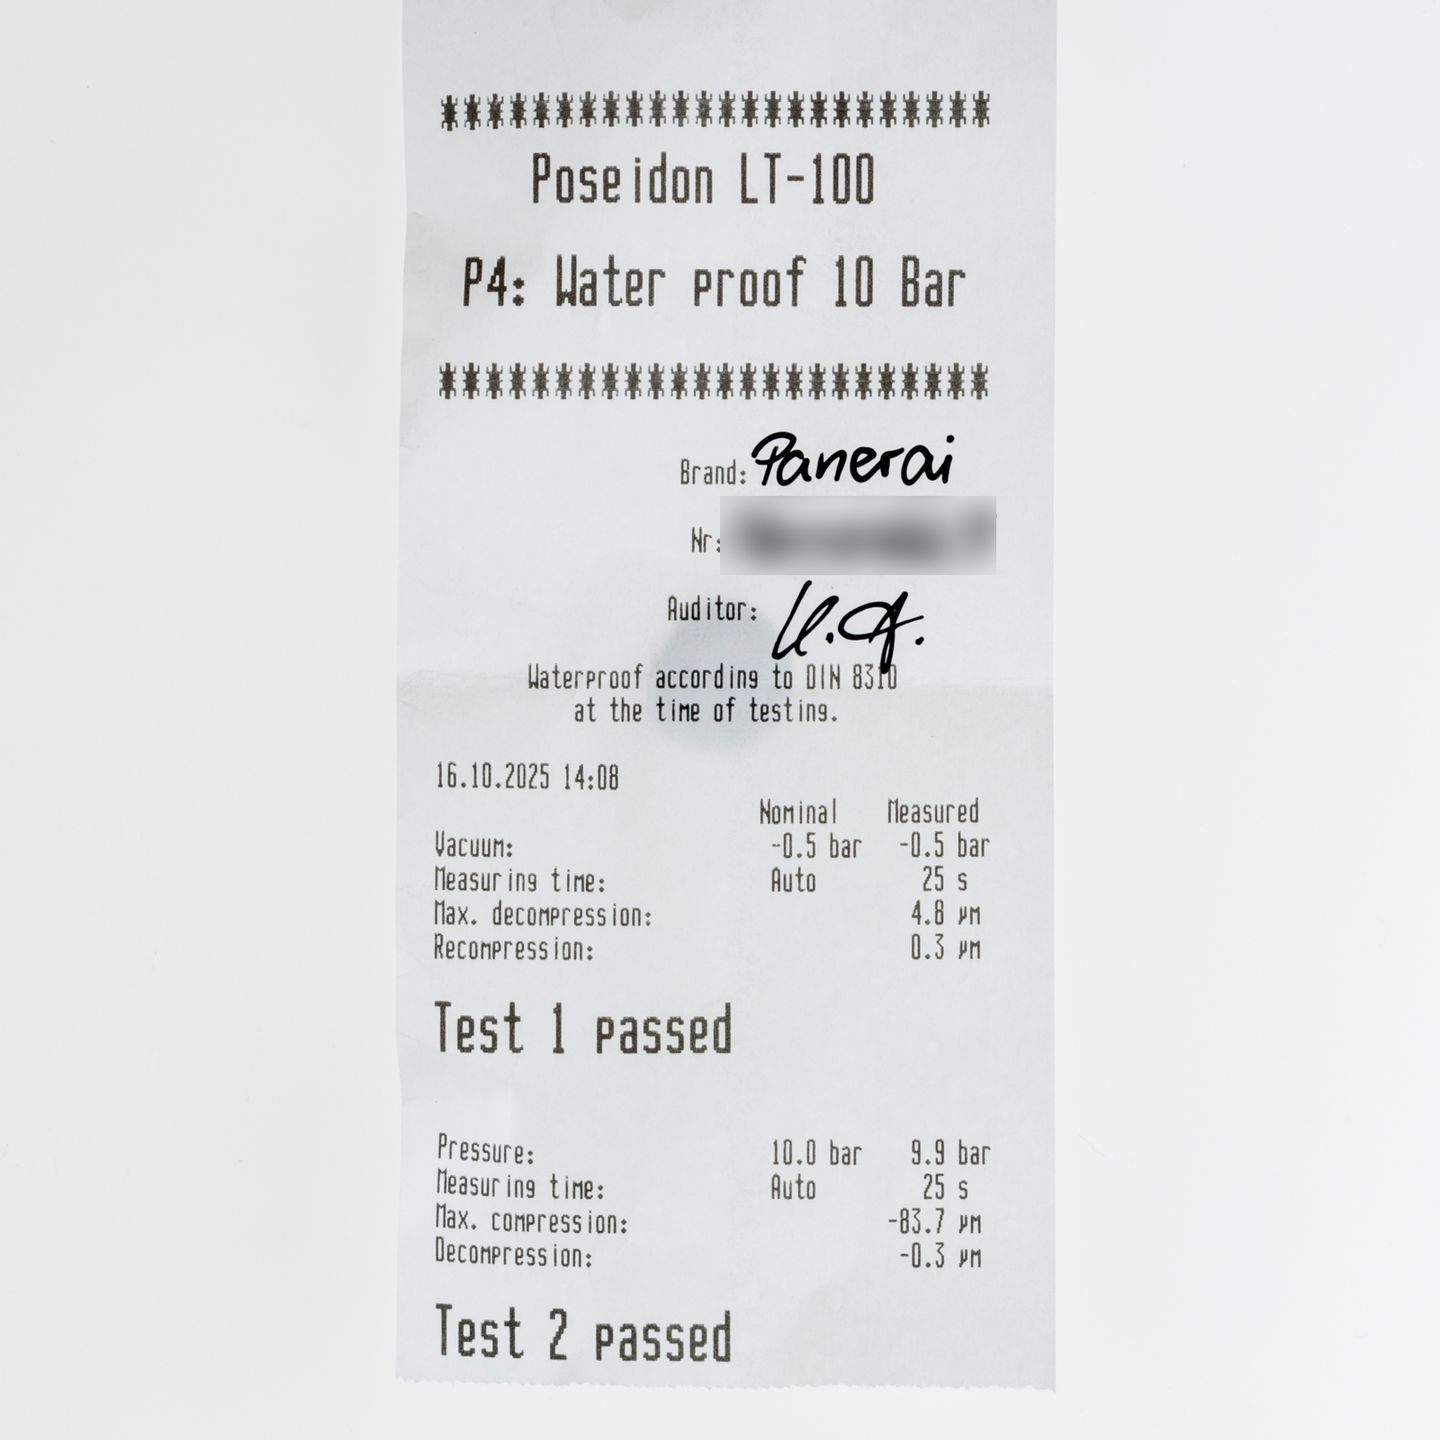 Poseidon LT-100
P4: Water proof 10 Bar
Brand: Panerai
Nr:
Auditor:
Waterproof according to DIN 8310
at the time of testing.
16.10.2025 14:08
Nominal Measured
Vacuum: -0.5 bar -0.5 bar
Measuring time: Auto 25 s
Max. decompression: 4.8 µm
Recompression: 0.3 µm
Test 1 passed
Pressure: 10.0 bar 9.9 bar
Measuring time: Auto 25 s
Max. compression: -83.7 µm
Decompression: -0.3 µm
Test 2 passed